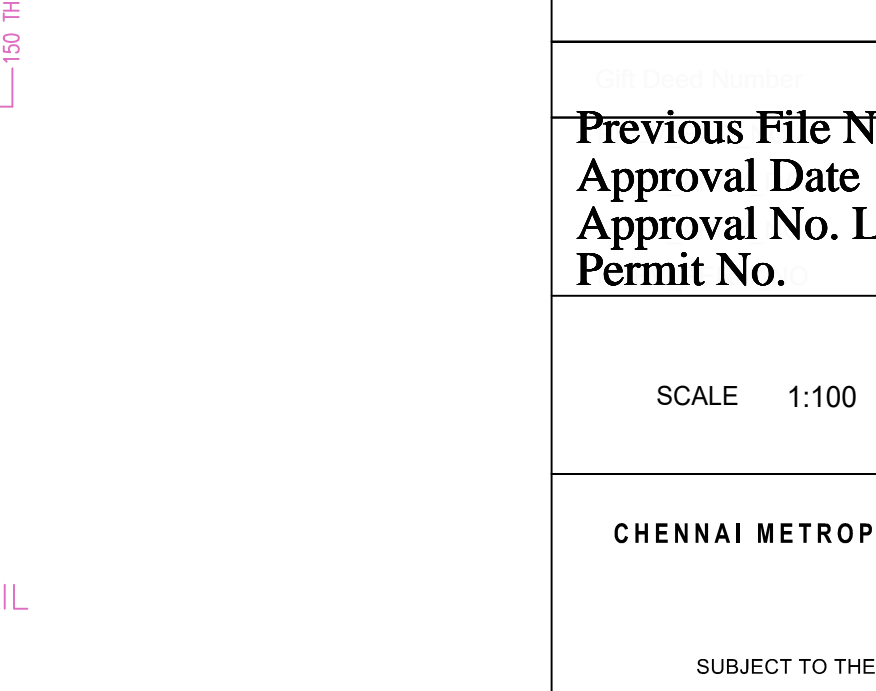 150 TH
Gift Deed Number
Previous File N
Approval Date
Approval No. L
Permit No.
SCALE 1:100
CHENNAI METROP
IL
SUBJECT TO THE